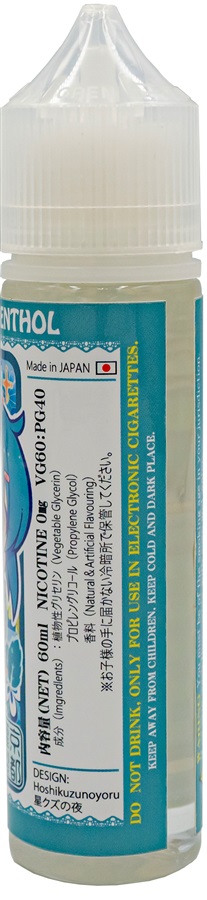 MENTHOL
Made in JAPAN
内容量(NET) 60ml NICOTINE 0mg VG60:PG40
成分 (Imgredients) : 植物性グリセリン (Vegetable Glycerin)
プロピレングリコール (Propylene Glycol)
香料 (Natural & Artificial Flavouring)
※お子様の手に届かない冷暗所で保管してください。
DESIGN:
Hoshikuzunoyoru
星クズの夜
DO NOT DRINK, ONLY FOR USE IN ELECTRONIC CIGARETTES.
KEEP AWAY FROM CHILDREN, KEEP COLD AND DARK PLACE.